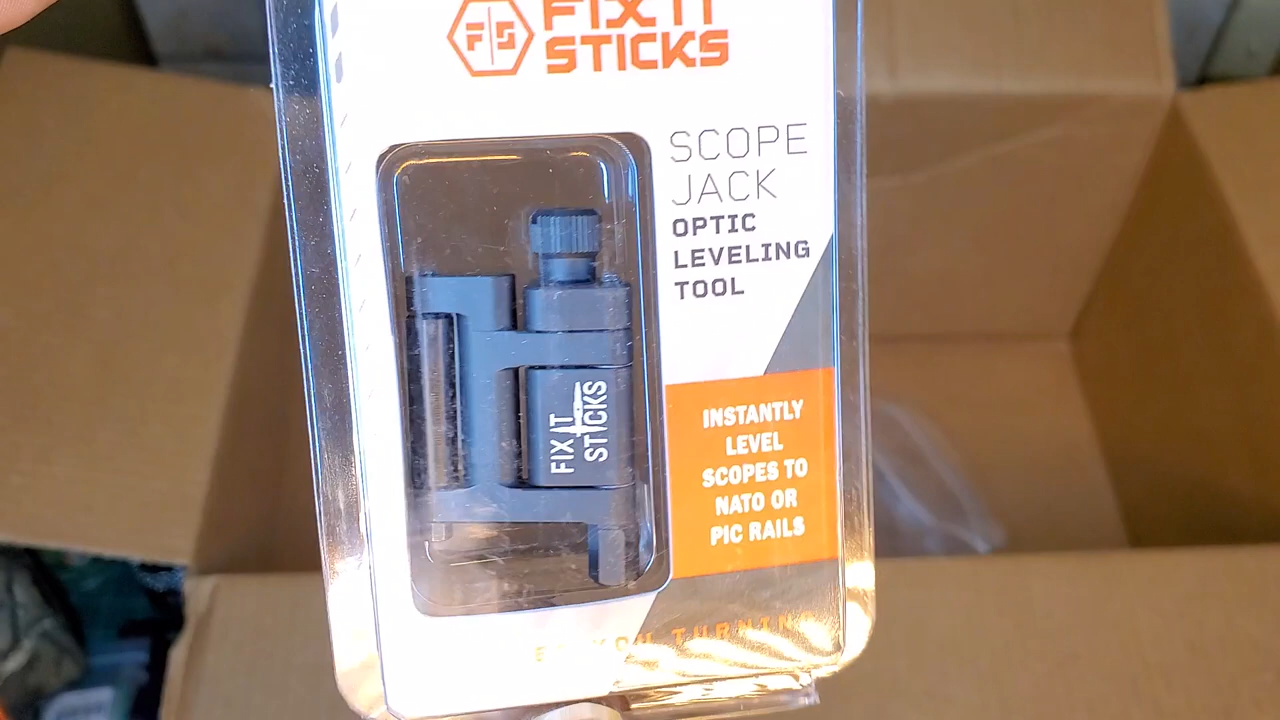 FIX IT
F S
STICKS
SCOPE
JACK
OPTIC
LEVELING
TOOL
FIX IT
STICKS
INSTANTLY
LEVEL
SCOPES TO
NATO OR
PIC RAILS